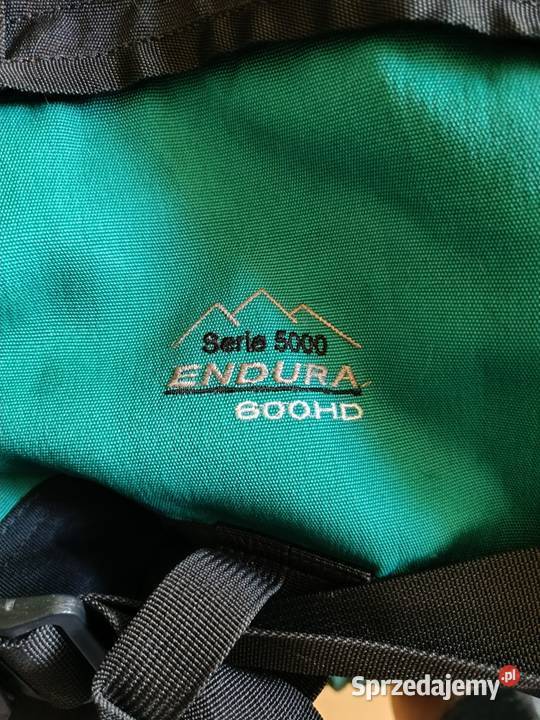 Serie 5000
ENDURA
600HD
Sprzedajemy.pl